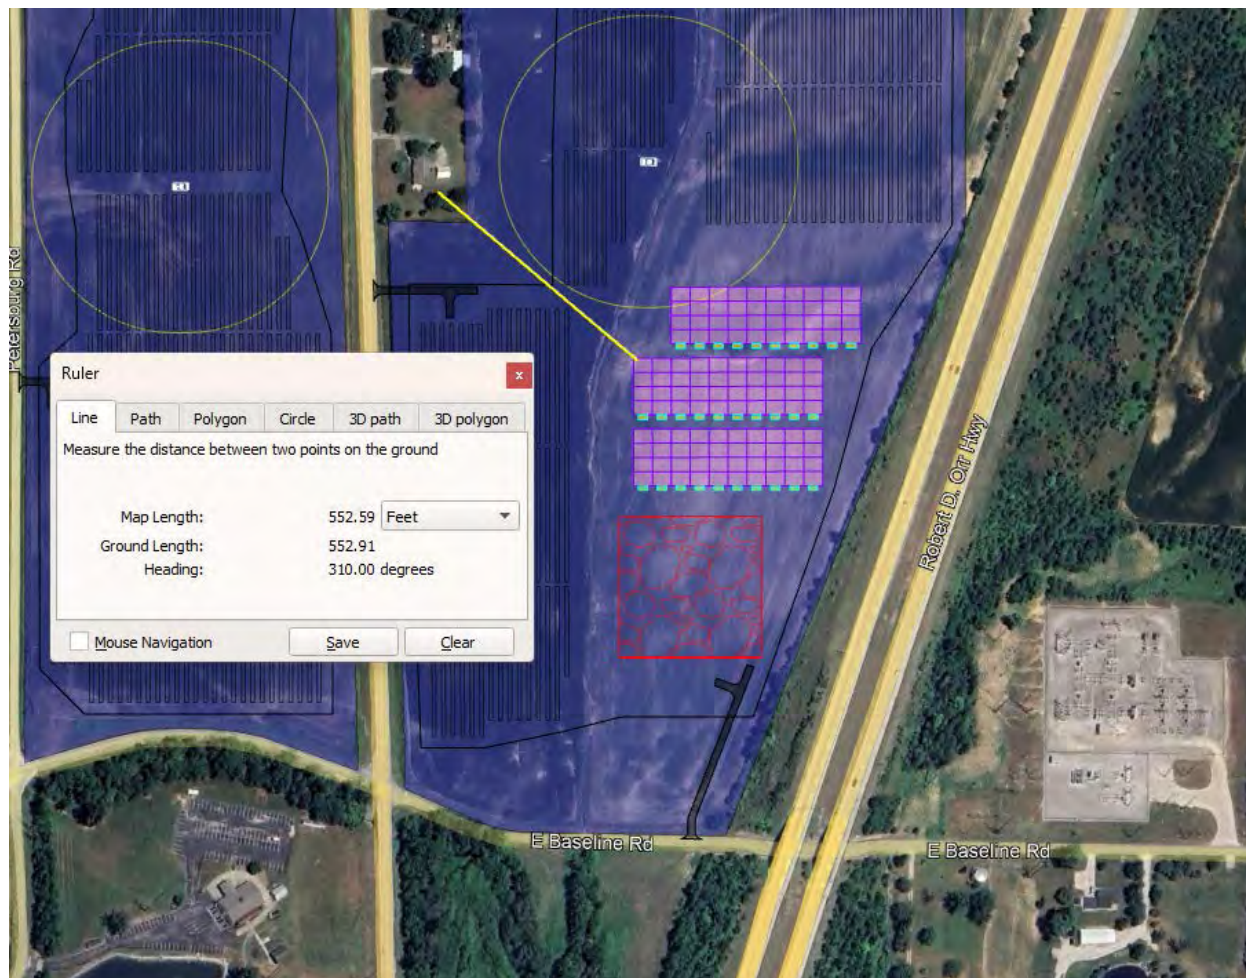 Petersburg Rd
Ruler
x
Line Path Polygon Circle 3D path 3D polygon
Measure the distance between two points on the ground
Map Length: 552.59 Feet
Ground Length: 552.91
Heading: 310.00 degrees
Mouse Navigation Save Clear
Robert D. Orr Hwy
E Baseline Rd
E Baseline Rd